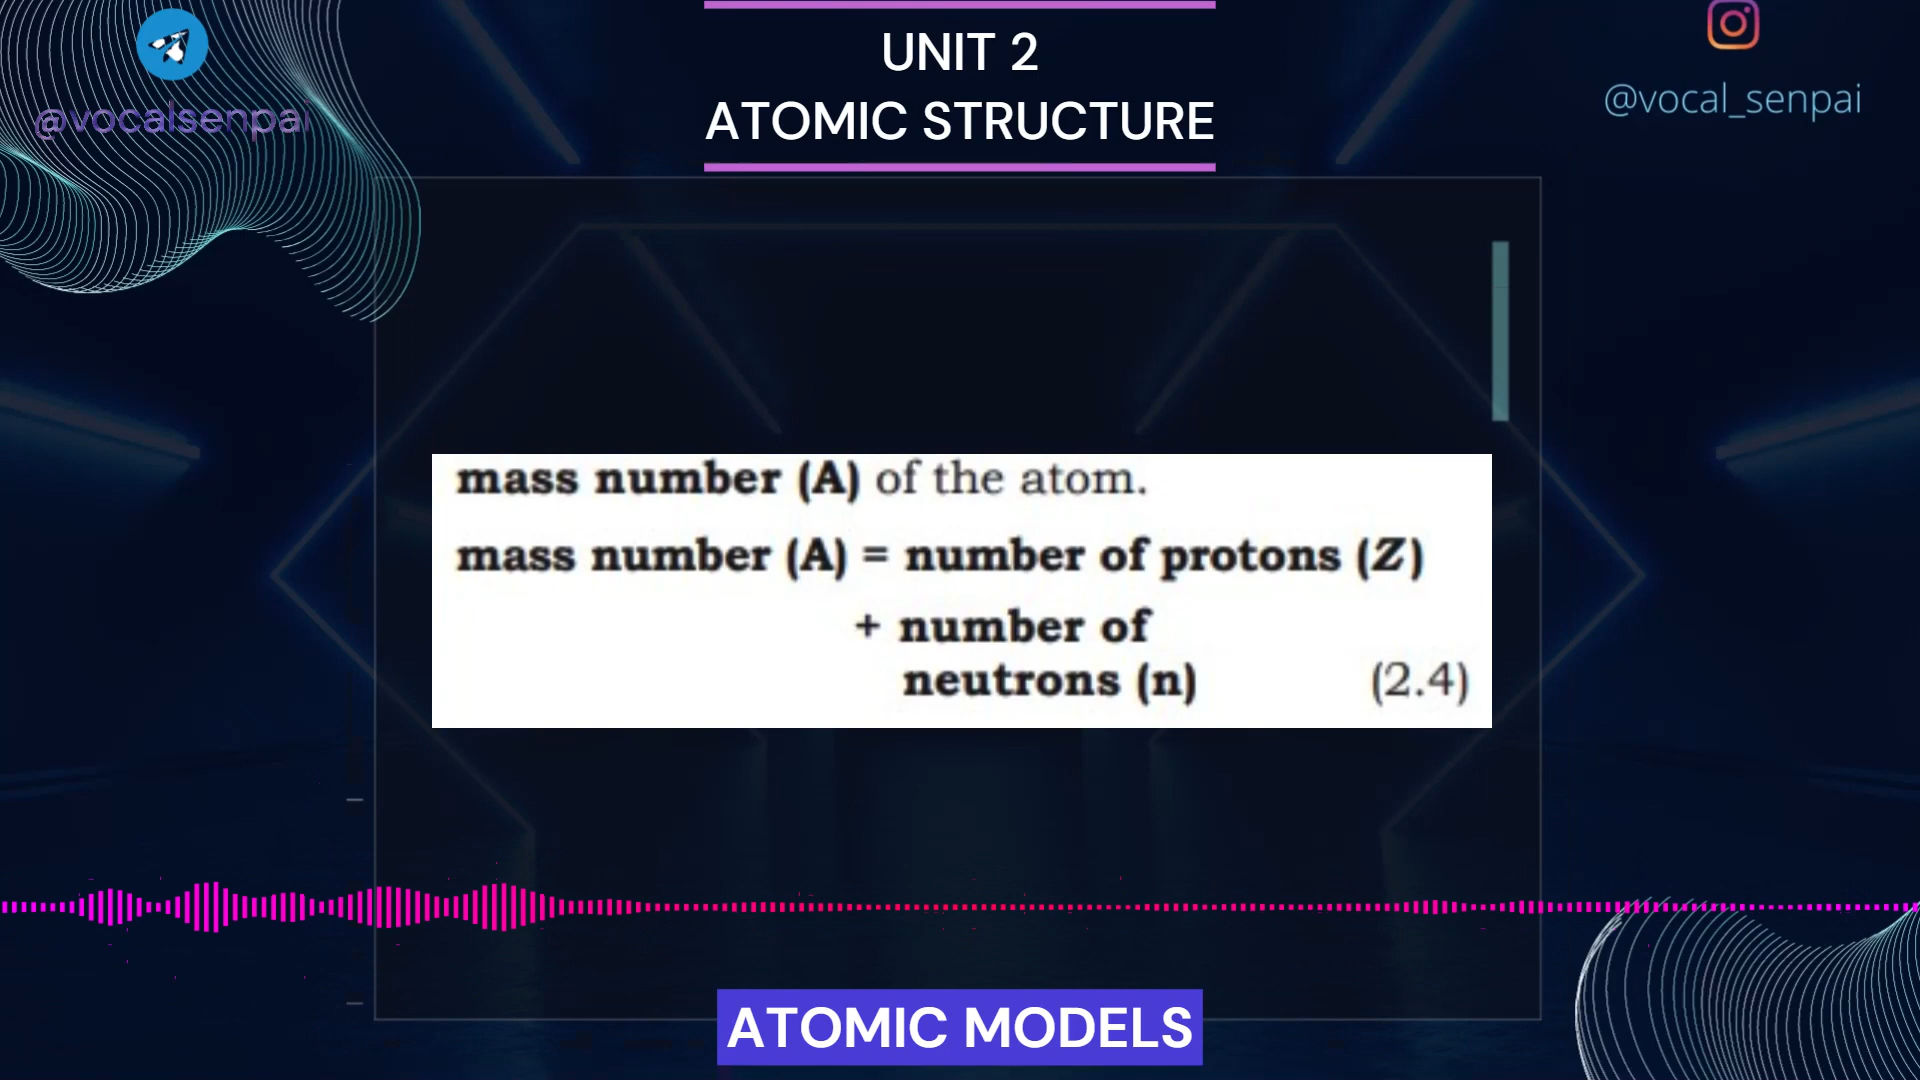 UNIT 2
ATOMIC STRUCTURE
@vocalsenpai
@vocal_senpai
mass number (A) of the atom.
mass number (A) = number of protons (Z)
+ number of
neutrons (n) (2.4)
ATOMIC MODELS